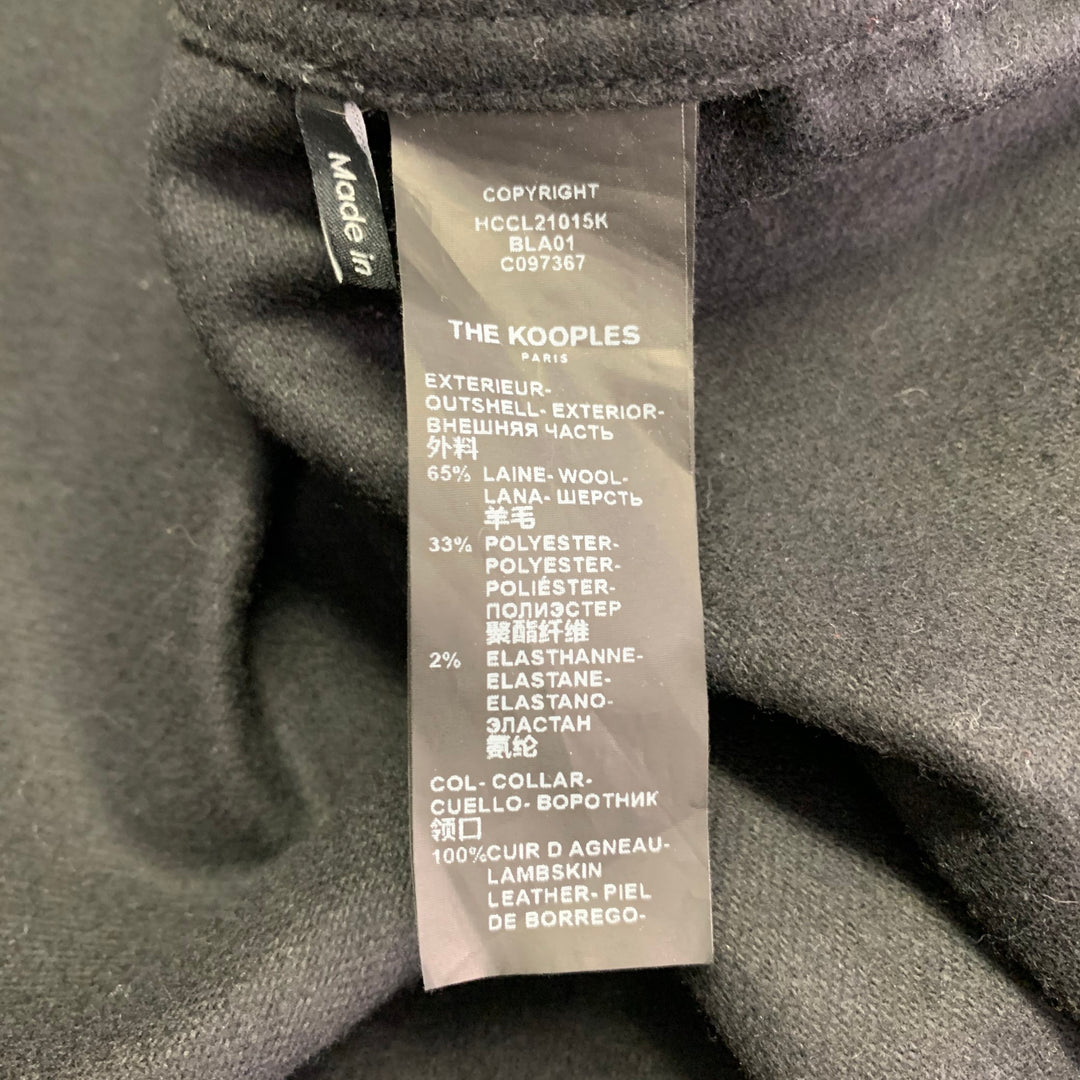 Made in
COPYRIGHT
HCCL21015K
BLA01
C097367
THE KOOPLES
PARIS
EXTERIEUR-
OUTSHELL- EXTERIOR-
ВНЕШНЯЯ ЧАСТЬ
外料
65% LAINE- WOOL-
LANA- ШЕРСТЬ
羊毛
33% POLYESTER-
POLYESTER-
POLIÉSTER-
ПОЛИЭСТЕР
聚酯纤维
2% ELASTHANNE-
ELASTANE-
ELASTANO-
ЭЛАСТАН
氨纶
COL- COLLAR-
CUELLO- ВОРОТНИК
领口
100%CUIR D AGNEAU-
LAMBSKIN
LEATHER- PIEL
DE BORREGO-